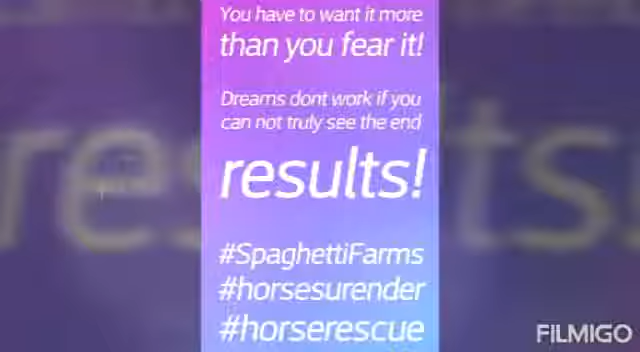 You have to want it more
than you fear it!
Dreams dont work if you
can not truly see the end
results!
#SpaghettiFarms
#horsesurender
#horserescue
FILMIGO